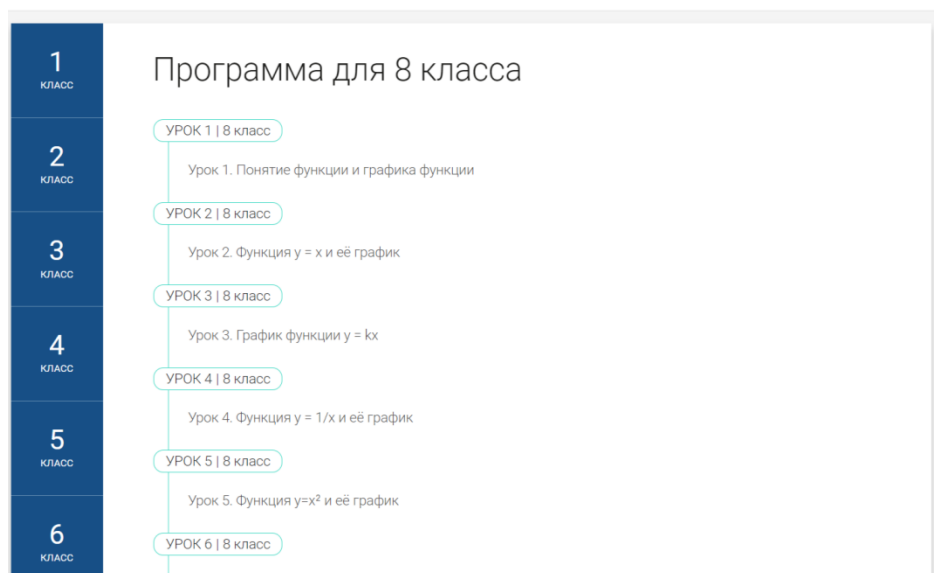 1
КЛАСС
2
КЛАСС
3
КЛАСС
4
КЛАСС
5
КЛАСС
6
КЛАСС
Программа для 8 класса
УРОК 1 | 8 класс
Урок 1. Понятие функции и графика функции
УРОК 2 | 8 класс
Урок 2. Функция y = x и её график
УРОК 3 | 8 класс
Урок 3. График функции y = kx
УРОК 4 | 8 класс
Урок 4. Функция y = 1/x и её график
УРОК 5 | 8 класс
Урок 5. Функция y=x² и её график
УРОК 6 | 8 класс